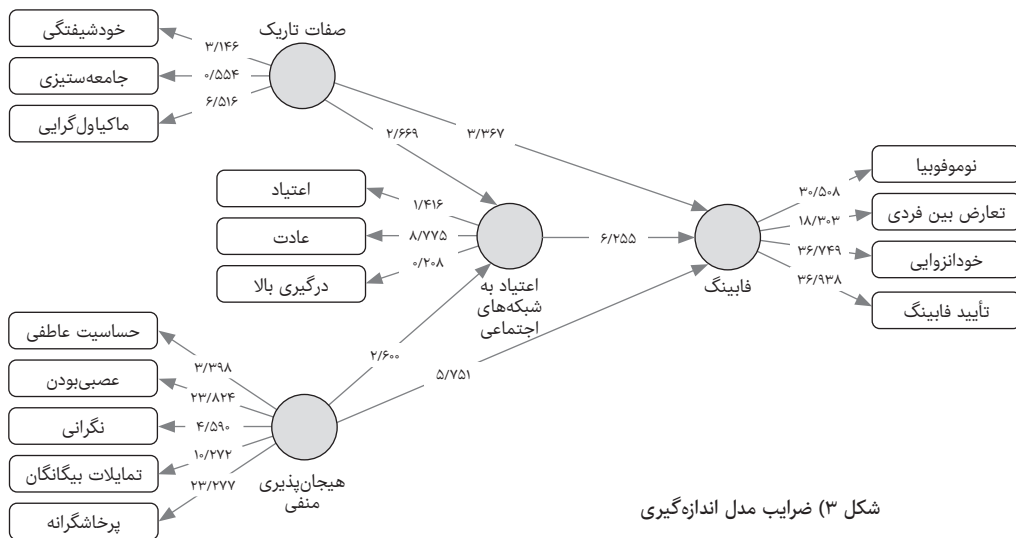 صفات تاریک
خودشیفتگی
۳/۱۴۶
جامعه‌ستیزی
۰/۵۵۴
ماکیاول‌گرایی
۶/۵۱۶
۲/۶۶۹
۳/۳۶۷
نوموفوبیا
۳۰/۵۰۸
تعارض بین فردی
۱۸/۳۰۳
خودانزوایی
۳۶/۷۴۹
تأیید فابینگ
۳۶/۹۳۸
فابینگ
اعتیاد
۱/۴۱۶
عادت
۸/۷۷۵
درگیری بالا
۰/۲۰۸
۶/۲۵۵
اعتیاد به
شبکه‌های
اجتماعی
۲/۶۰۰
۵/۷۵۱
حساسیت عاطفی
۳/۳۹۸
عصبی‌بودن
۲۳/۸۲۴
نگرانی
۴/۵۹۰
تمایلات بیگانگان
۱۰/۲۷۲
پرخاشگرانه
۲۳/۲۷۷
هیجان‌پذیری
منفی
شکل ۳) ضرایب مدل اندازه‌گیری